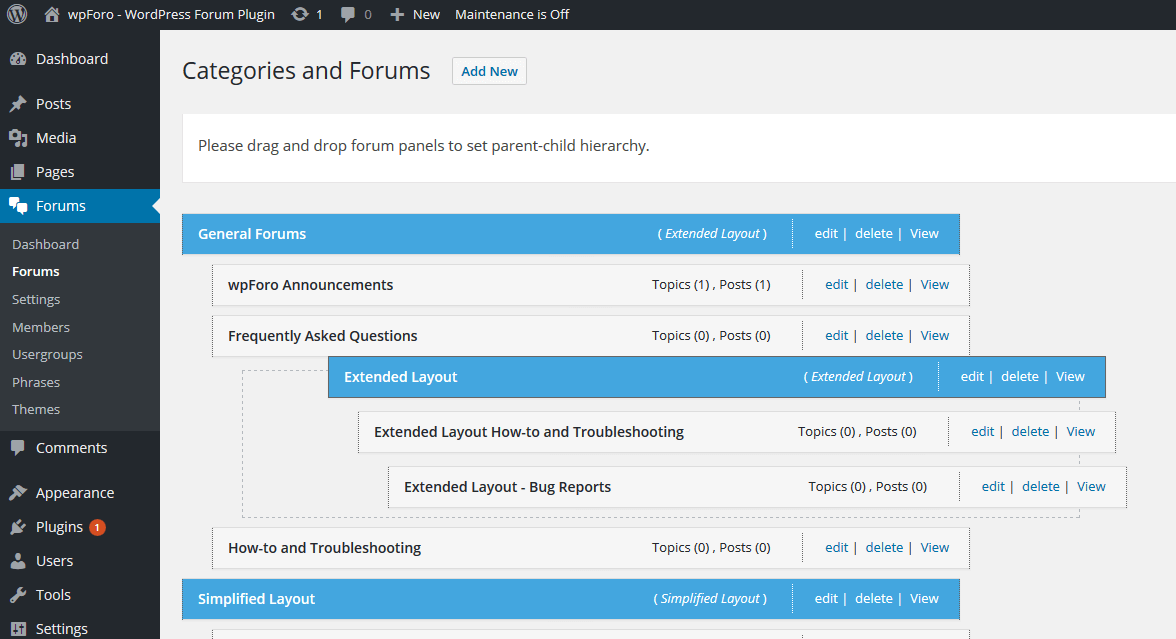 wpForo - WordPress Forum Plugin 1 0 New Maintenance is Off
Dashboard
Posts
Media
Pages
Forums
Dashboard
Forums
Settings
Members
Usergroups
Phrases
Themes
Comments
Appearance
Plugins 1
Users
Tools
Settings
Categories and Forums Add New
Please drag and drop forum panels to set parent-child hierarchy.
General Forums ( Extended Layout ) edit | delete | View
wpForo Announcements Topics (1) , Posts (1) edit | delete | View
Frequently Asked Questions Topics (0) , Posts (0) edit | delete | View
Extended Layout ( Extended Layout ) edit | delete | View
Extended Layout How-to and Troubleshooting Topics (0) , Posts (0) edit | delete | View
Extended Layout - Bug Reports Topics (0) , Posts (0) edit | delete | View
How-to and Troubleshooting Topics (0) , Posts (0) edit | delete | View
Simplified Layout ( Simplified Layout ) edit | delete | View